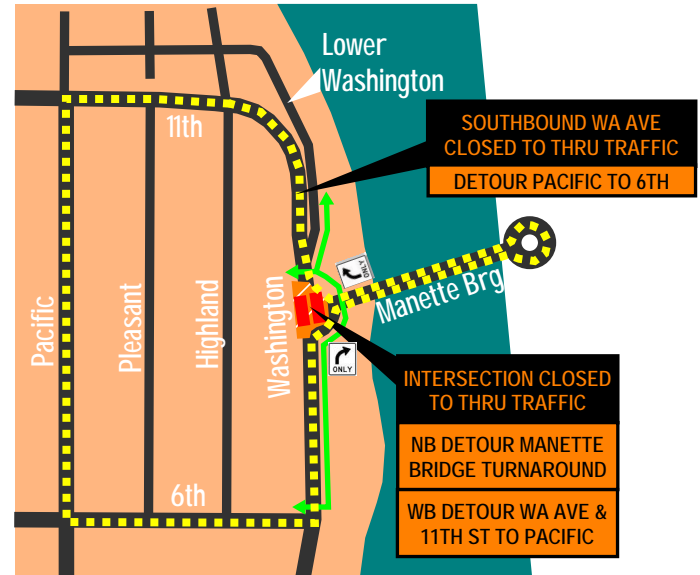 Lower
Washington
11th
SOUTHBOUND WA AVE
CLOSED TO THRU TRAFFIC
DETOUR PACIFIC TO 6TH
ONLY
Manette Brg
Pacific
Pleasant
Highland
Washington
ONLY
INTERSECTION CLOSED
TO THRU TRAFFIC
NB DETOUR MANETTE
BRIDGE TURNAROUND
WB DETOUR WA AVE &
11TH ST TO PACIFIC
6th